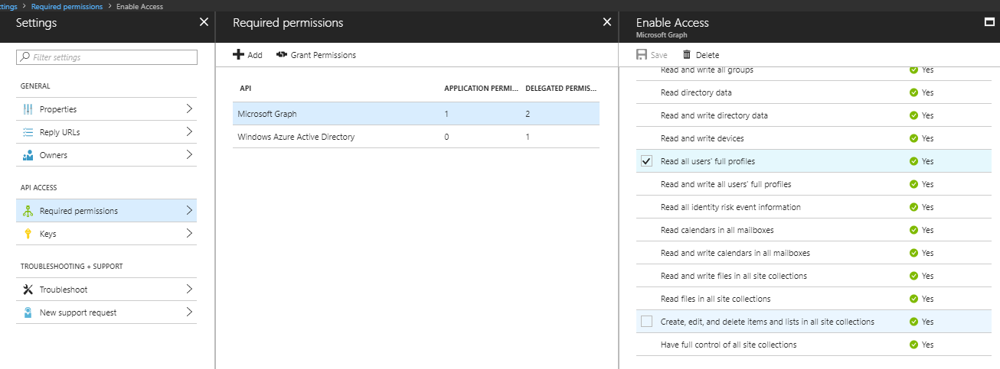 ttings > Required permissions > Enable Access
Settings
Filter settings
GENERAL
Properties
Reply URLs
Owners
API ACCESS
Required permissions
Keys
TROUBLESHOOTING + SUPPORT
Troubleshoot
New support request
Required permissions
Add Grant Permissions
API APPLICATION PERMI... DELEGATED PERMIS...
Microsoft Graph 1 2
Windows Azure Active Directory 0 1
Enable Access
Microsoft Graph
Save Delete
Read and write all groups Yes
Read directory data Yes
Read and write directory data Yes
Read and write devices Yes
Read all users' full profiles Yes
Read and write all users' full profiles Yes
Read all identity risk event information Yes
Read calendars in all mailboxes Yes
Read and write calendars in all mailboxes Yes
Read and write files in all site collections Yes
Read files in all site collections Yes
Create, edit, and delete items and lists in all site collections Yes
Have full control of all site collections Yes